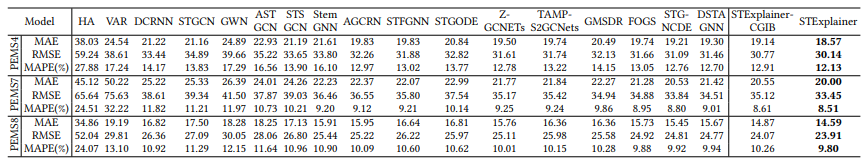 Model HA VAR DCRNN STGCN GWN AST STS Stem AGCRN STFGNN STGODE Z- TAMP- GMSDR FOGS STG- DSTA STExplainer- STExplainer
GCN GCN GNN GCNETs S2GCNets NCDE GNN CGIB
PEMS4 MAE 38.03 24.54 21.22 21.16 24.89 22.93 21.19 21.61 19.83 19.83 20.84 19.50 19.74 20.49 19.74 19.21 19.30 19.14 18.57
RMSE 59.24 38.61 33.44 34.89 39.66 35.22 33.65 33.80 32.26 31.88 32.82 31.61 31.74 32.13 31.66 31.09 31.46 30.77 30.14
MAPE(%) 27.88 17.24 14.17 13.83 17.29 16.56 13.90 16.10 12.97 13.02 13.77 12.78 13.22 14.15 13.05 12.76 12.70 12.91 12.13
PEMS7 MAE 45.12 50.22 25.22 25.33 26.39 24.01 24.26 22.23 22.37 22.07 22.99 21.77 21.84 22.27 21.28 20.53 21.42 20.55 20.00
RMSE 65.64 75.63 38.61 39.34 41.50 37.87 39.03 36.46 36.55 35.80 37.54 35.17 35.42 34.94 34.88 33.84 34.51 35.12 33.45
MAPE(%) 24.51 32.22 11.82 11.21 11.97 10.73 10.21 9.20 9.12 9.21 10.14 9.25 9.24 9.86 8.95 8.80 9.01 8.61 8.51
PEMS8 MAE 34.86 19.19 16.82 17.50 18.28 18.25 17.13 15.91 15.95 16.64 16.81 15.76 16.36 16.36 15.73 15.45 15.67 14.87 14.59
RMSE 52.04 29.81 26.36 27.09 30.05 28.06 26.80 25.44 25.22 26.22 25.97 25.11 25.98 25.58 24.92 24.81 24.77 24.07 23.91
MAPE(%) 24.07 13.10 10.92 11.29 12.15 11.64 10.96 10.90 10.09 10.60 10.62 10.01 10.15 10.28 9.88 9.92 9.94 10.26 9.80